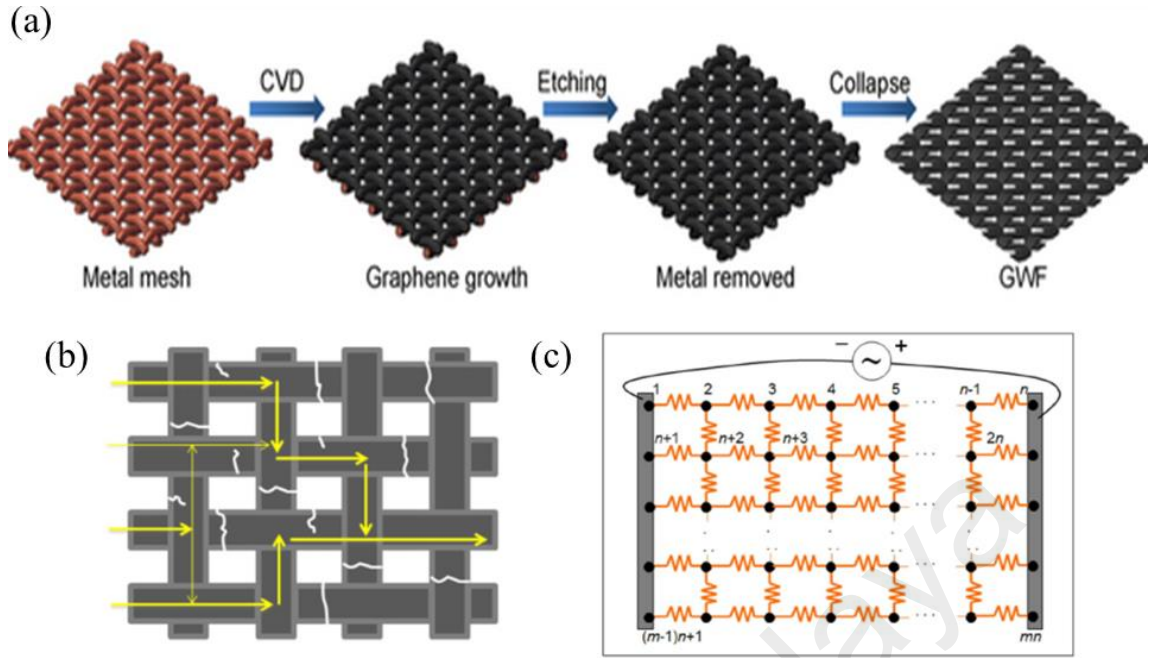 (a)
CVD
Etching
Collapse
Metal mesh
Graphene growth
Metal removed
GWF
(b)
(c)
− ~ +
1 2 3 4 5 ... n-1 n
n+1 n+2 n+3 2n
(m-1)n+1 mn
laya